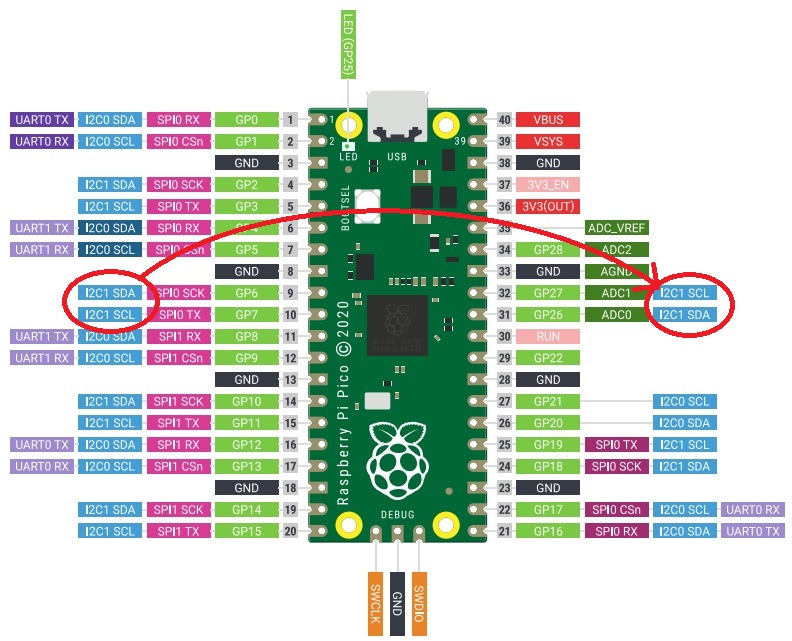 LED (GP25)
UART0 TX I2C0 SDA SPI0 RX GP0 1 1 40 VBUS
UART0 RX I2C0 SCL SPI0 CSn GP1 2 2 LED USB 39 39 VSYS
GND 3 38 GND
I2C1 SDA SPI0 SCK GP2 4 37 3V3_EN
I2C1 SCL SPI0 TX GP3 5 BOOTSEL 36 3V3(OUT)
UART1 TX I2C0 SDA SPI0 RX 6 35 ADC_VREF
UART1 RX I2C0 SCL SPI0 CSn GP5 7 34 GP28 ADC2
GND 8 33 GND AGND
I2C1 SDA SPI0 SCK GP6 9 32 GP27 ADC1 I2C1 SCL
I2C1 SCL SPI0 TX GP7 10 31 GP26 ADC0 I2C1 SDA
UART1 TX I2C0 SDA SPI1 RX GP8 11 30 RUN
UART1 RX I2C0 SCL SPI1 CSn GP9 12 29 GP22
GND 13 28 GND
I2C1 SDA SPI1 SCK GP10 14 27 GP21 I2C0 SCL
I2C1 SCL SPI1 TX GP11 15 26 GP20 I2C0 SDA
UART0 TX I2C0 SDA SPI1 RX GP12 16 25 GP19 SPI0 TX I2C1 SCL
UART0 RX I2C0 SCL SPI1 CSn GP13 17 24 GP18 SPI0 SCK I2C1 SDA
GND 18 23 GND
I2C1 SDA SPI1 SCK GP14 19 22 GP17 SPI0 CSn I2C0 SCL UART0 RX
I2C1 SCL SPI1 TX GP15 20 21 GP16 SPI0 RX I2C0 SDA UART0 TX
Raspberry Pi Pico © 2020
DEBUG
SWCLK GND SWDIO